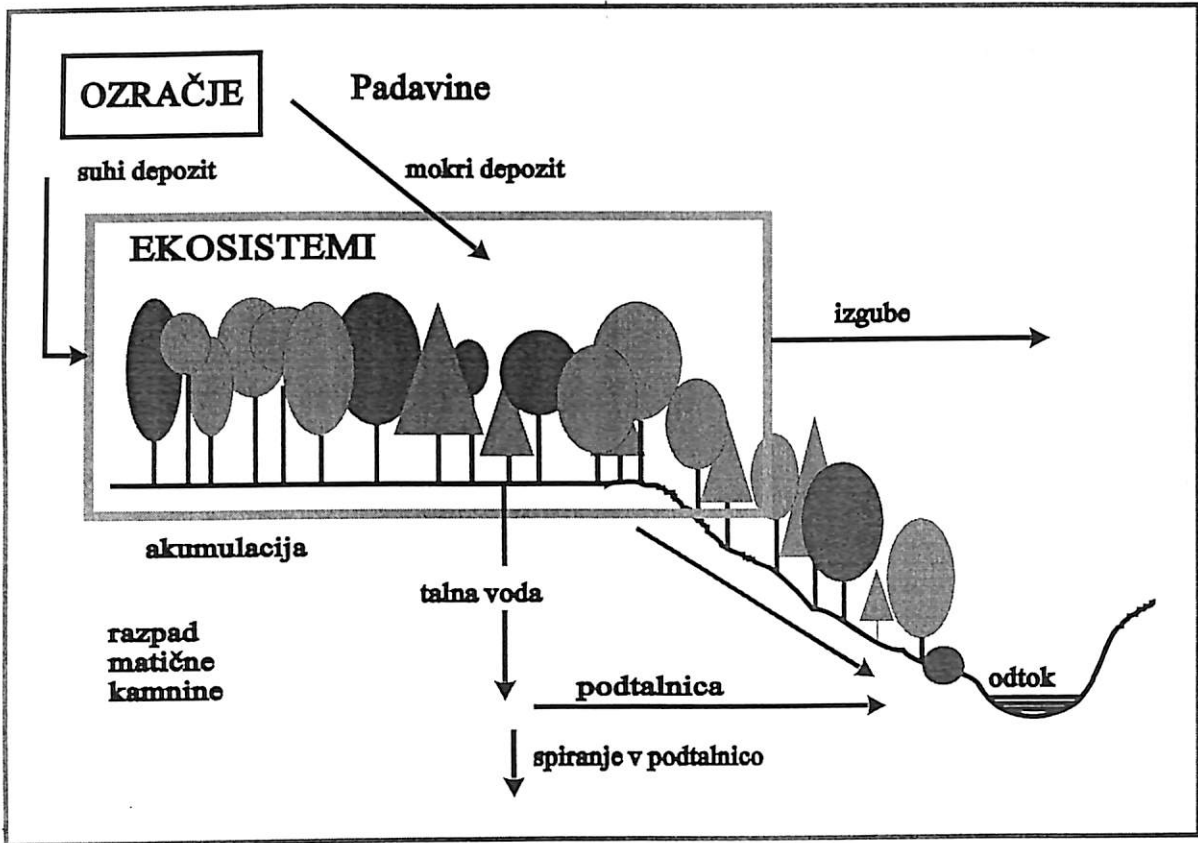 OZRAČJE
Padavine
suhi depozit
mokri depozit
EKOSISTEMI
izgube
akumulacija
talna voda
razpad
matične
kamnine
podtalnica
odtok
spiranje v podtalnico